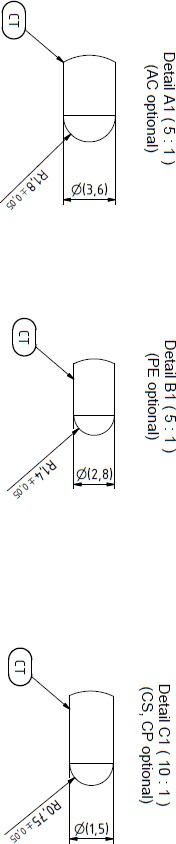 Detail A1 ( 5 : 1 )
(AC optional)
CT
R1,8 ± 0,05
Ø(3,6)
Detail B1 ( 5 : 1 )
(PE optional)
CT
R1,4 ± 0,05
Ø(2,8)
Detail C1 ( 10 : 1 )
(CS, CP optional)
CT
R0,75 ± 0,05
Ø(1,5)